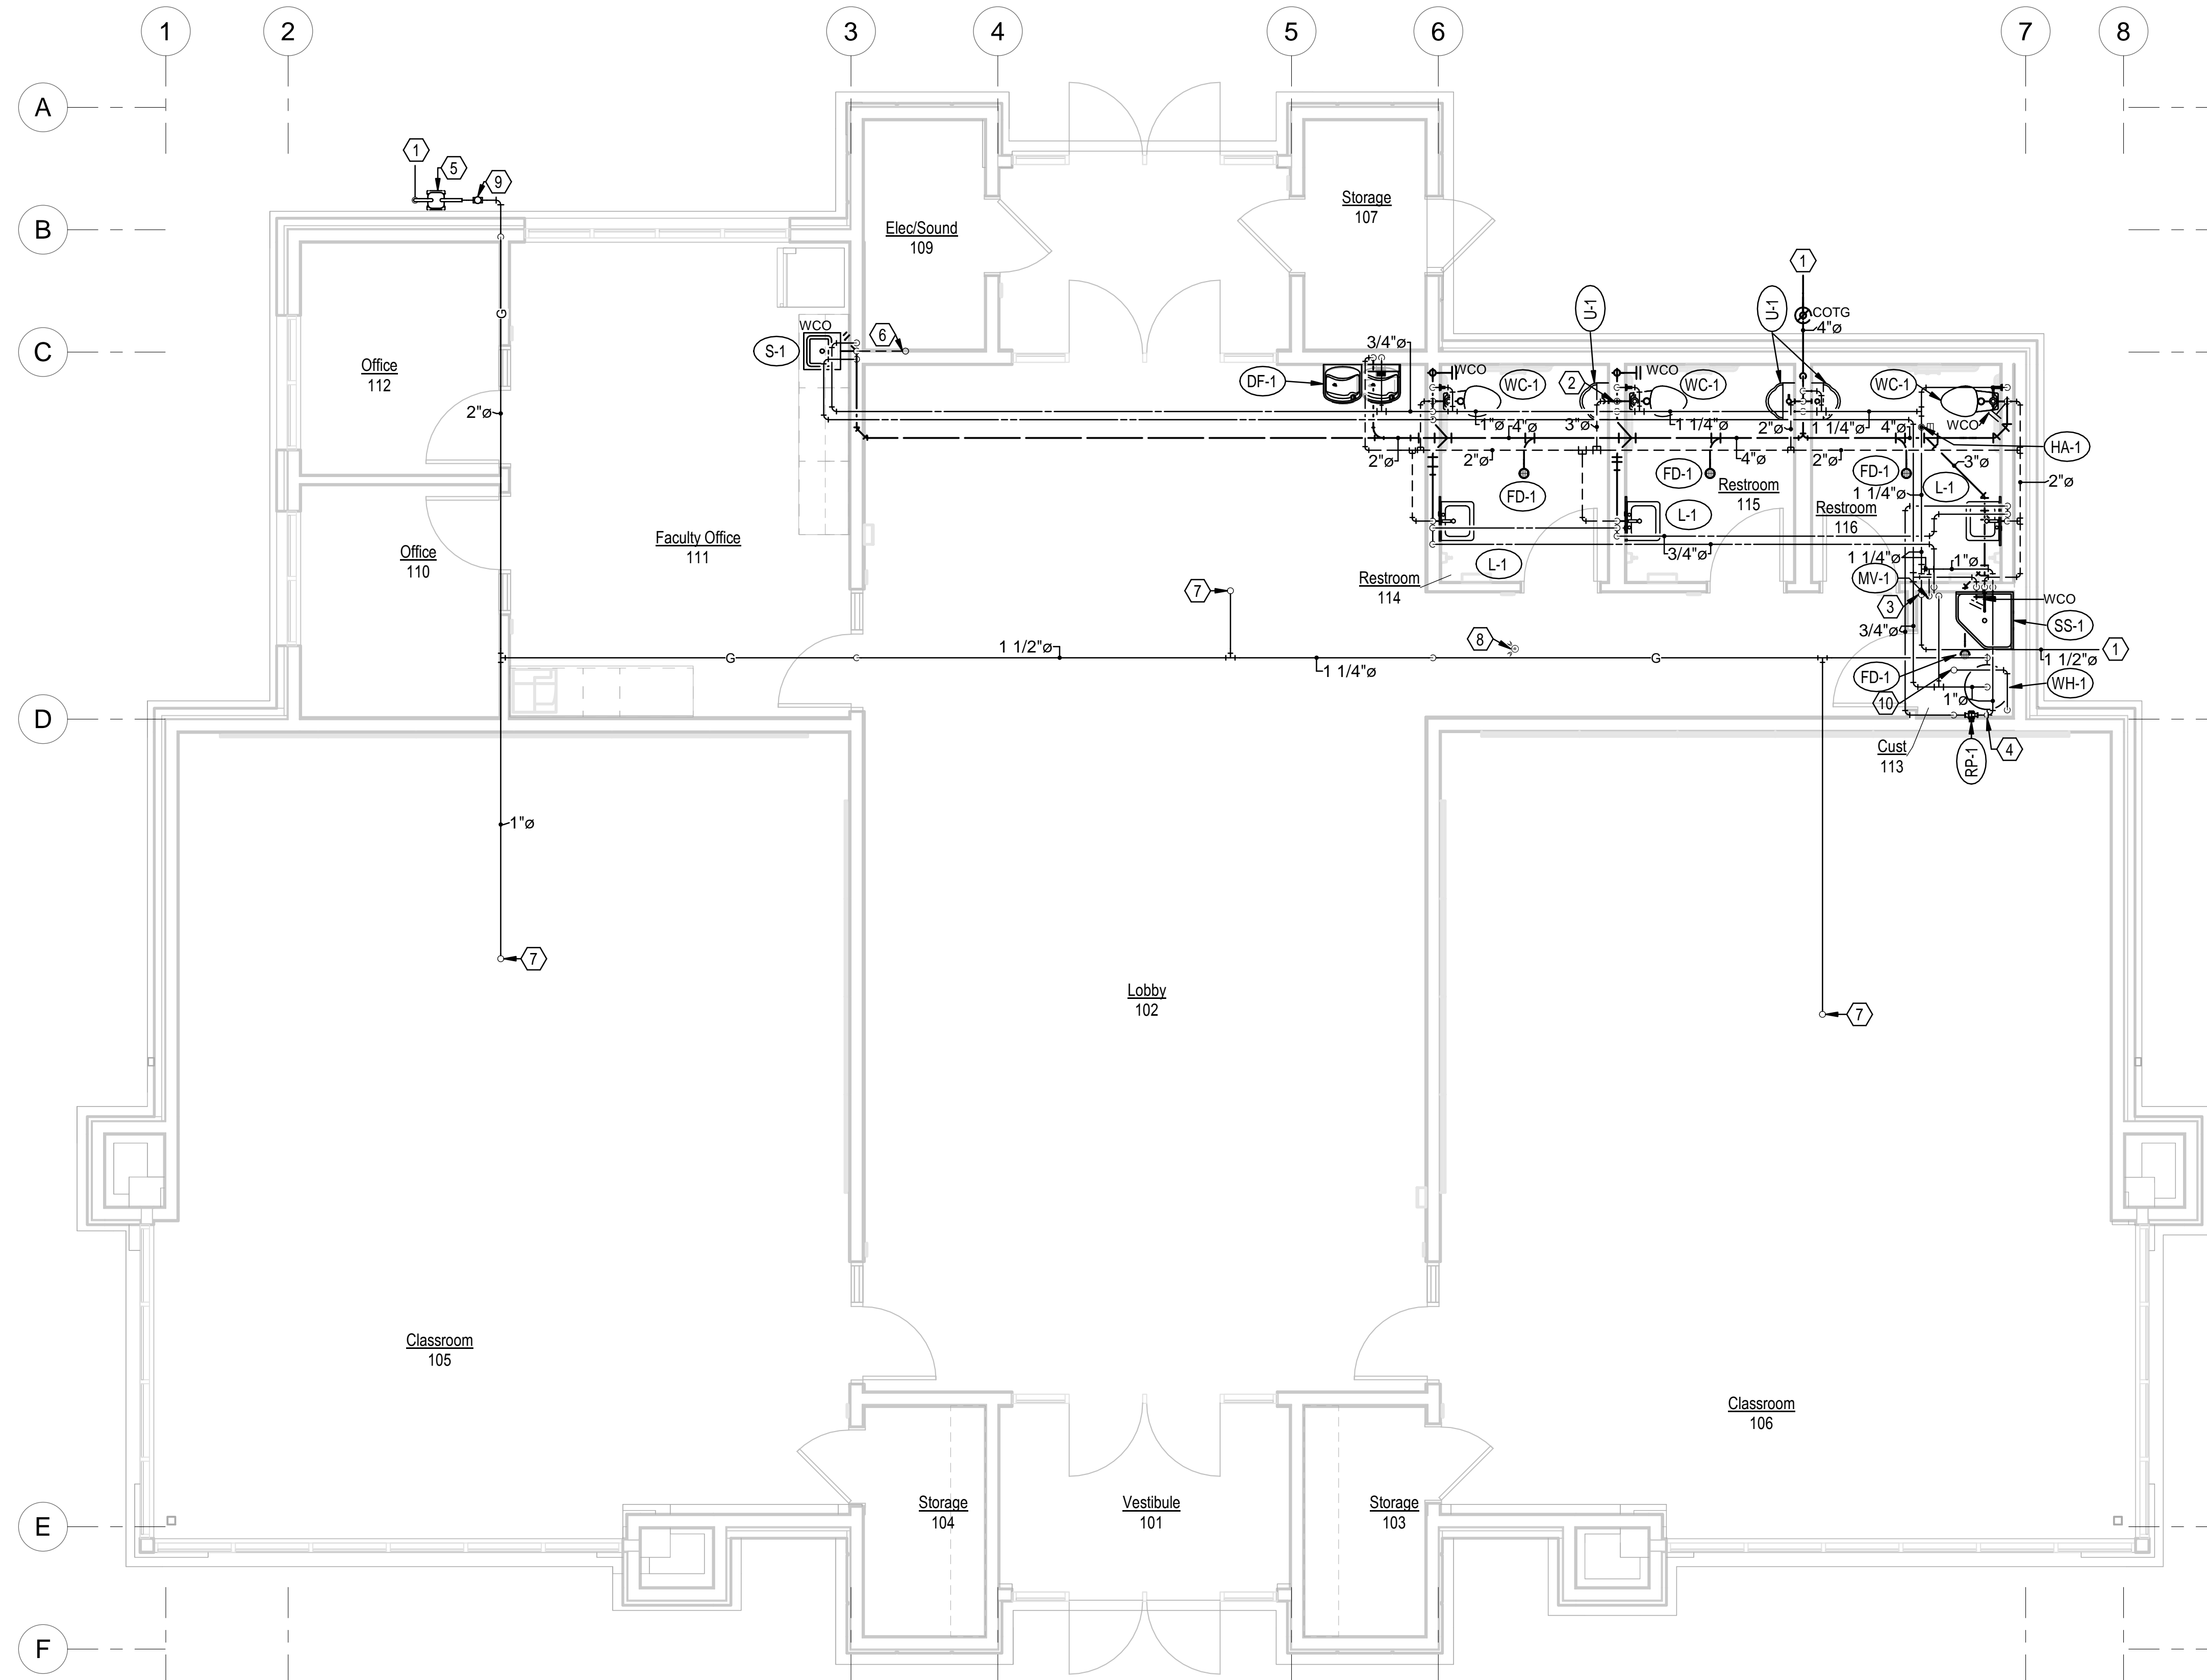 1
2
3
4
5
6
7
8
A
1
5
9
B
Storage
107
Elec/Sound
109
G
1
U-1
U-1
COTG
4"ø
C
WCO
6
S-1
3/4"ø
Office
112
DF-1
WCO
WC-1
2
WCO
WC-1
WC-1
2"ø
1"ø
4"ø
3"ø
1 1/4"ø
2"ø
1 1/4"ø
4"ø
WCO
HA-1
2"ø
2"ø
4"ø
2"ø
3"ø
FD-1
FD-1
FD-1
2"ø
Restroom
115
1 1/4"ø
L-1
Restroom
116
L-1
Faculty Office
111
Office
110
3/4"ø
1 1/4"ø
1"ø
L-1
Restroom
114
MV-1
7
3
WCO
3/4"ø
SS-1
8
1 1/2"ø
G
1 1/4"ø
G
1
1 1/2"ø
FD-1
WH-1
10
1"ø
D
Cust
113
RP-1
4
1"ø
7
Lobby
102
7
Classroom
105
Classroom
106
Storage
104
Vestibule
101
Storage
103
E
F